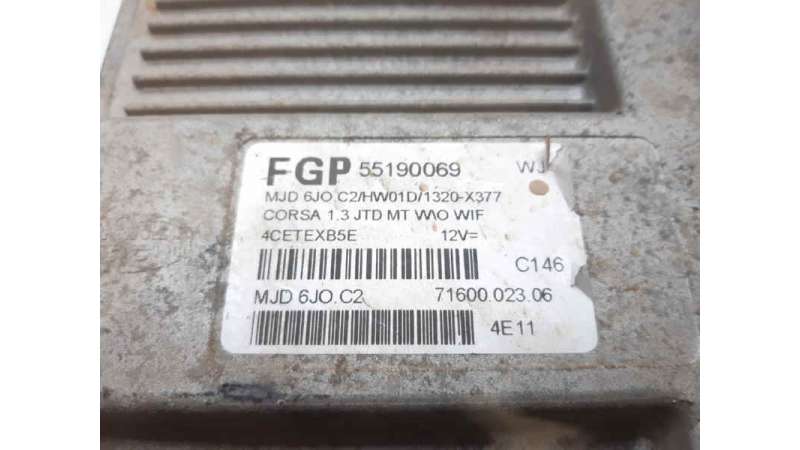 FGP 55190069 WJ
MJD 6JO.C2/HW01D/1320-X377
CORSA 1.3 JTD MT W\O WIF
4CETEXB5E 12V=
C146
MJD 6JO.C2 71600.023.06
4E11